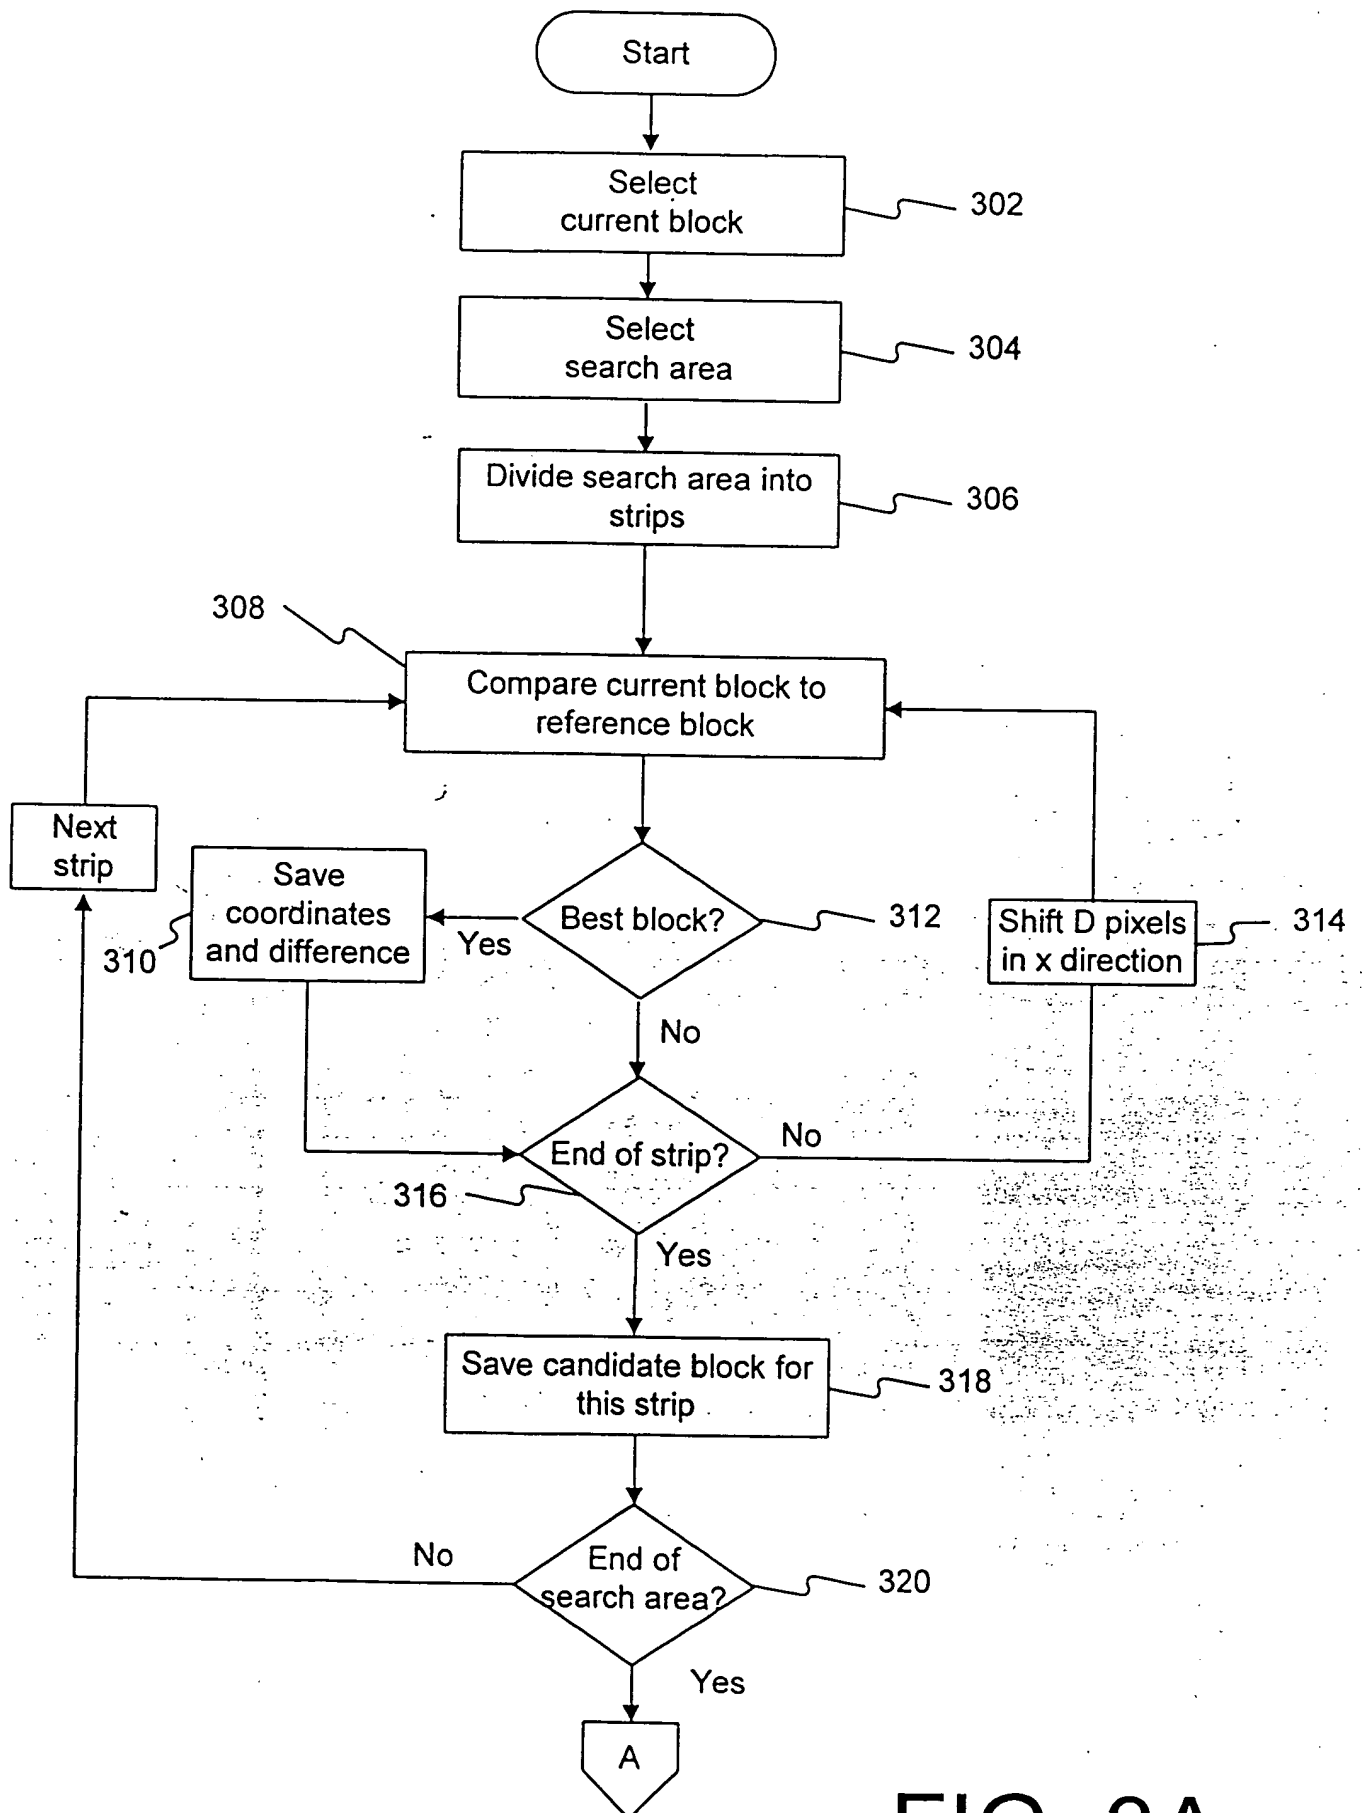 Start
Select
current block
302
Select
search area
304
Divide search area into
strips
306
308
Compare current block to
reference block
Next
strip
Save
coordinates
and difference
310
Yes
Best block?
312
Shift D pixels
in x direction
314
No
End of strip?
No
316
Yes
Save candidate block for
this strip
318
No
End of
search area?
320
Yes
A